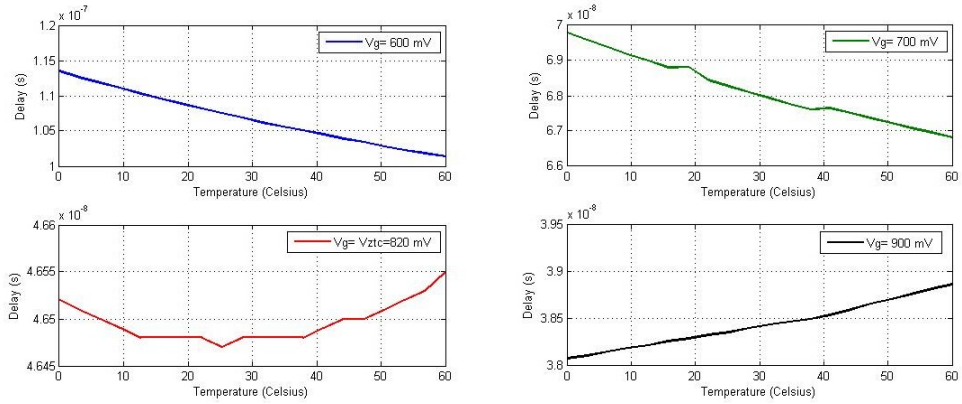 x 10^-7
1.2
1.15
1.1
1.05
1
Delay (s)
Vg= 600 mV
0 10 20 30 40 50 60
Temperature (Celsius)
x 10^-8
7
6.9
6.8
6.7
6.6
Delay (s)
Vg= 700 mV
0 10 20 30 40 50 60
Temperature (Celsius)
x 10^-8
4.66
4.655
4.65
4.645
Delay (s)
Vg= Vztc=820 mV
0 10 20 30 40 50 60
Temperature (Celsius)
x 10^-8
3.95
3.9
3.85
3.8
Delay (s)
Vg= 900 mV
0 10 20 30 40 50 60
Temperature (Celsius)